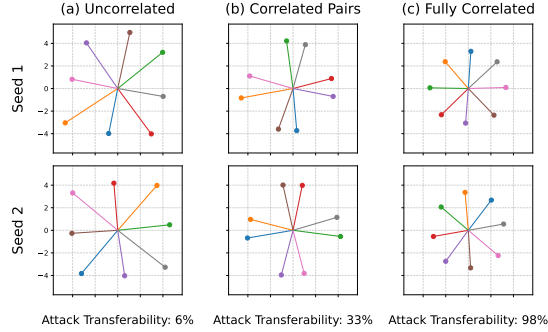 (a) Uncorrelated (b) Correlated Pairs (c) Fully Correlated
Seed 1
4
2
0
−2
−4
Seed 2
4
2
0
−2
−4
Attack Transferability: 6% Attack Transferability: 33% Attack Transferability: 98%